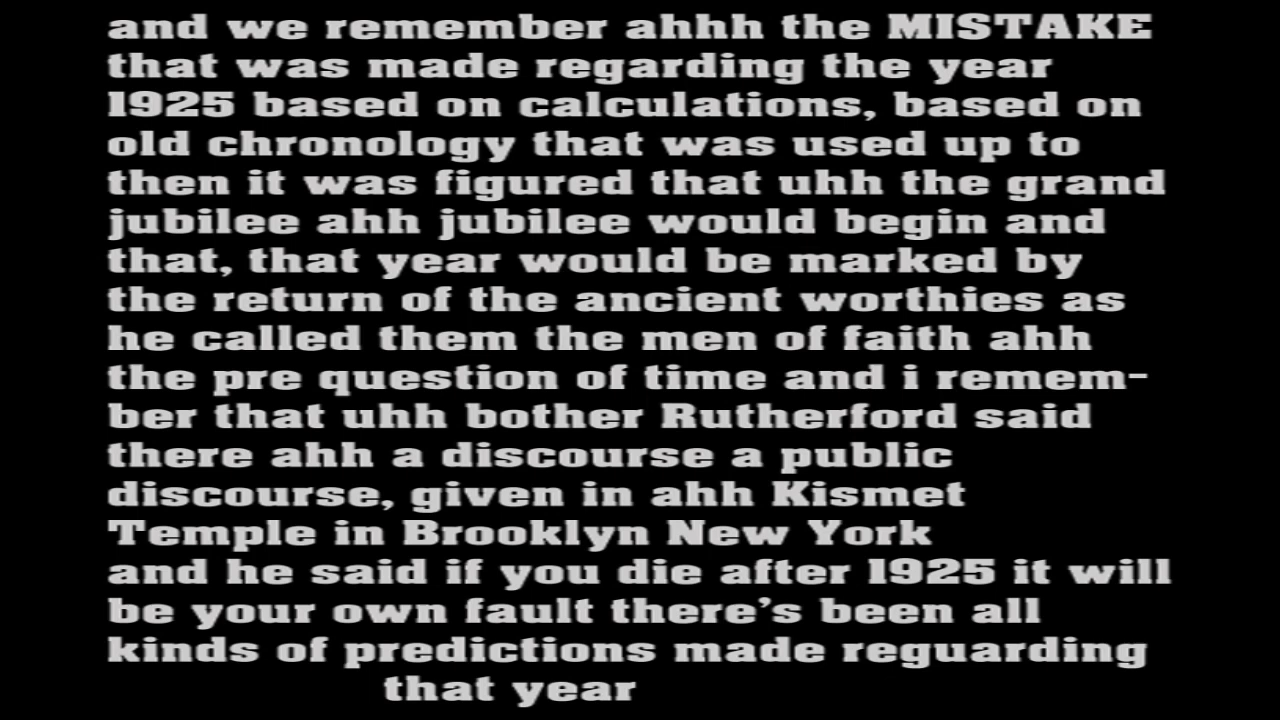 and we remember ahhh the MISTAKE
that was made regarding the year
1925 based on calculations, based on
old chronology that was used up to
then it was figured that uhh the grand
jubilee ahh jubilee would begin and
that, that year would be marked by
the return of the ancient worthies as
he called them the men of faith ahh
the pre question of time and i remem-
ber that uhh bother Rutherford said
there ahh a discourse a public
discourse, given in ahh Kismet
Temple in Brooklyn New York
and he said if you die after 1925 it will
be your own fault there's been all
kinds of predictions made reguarding
that year